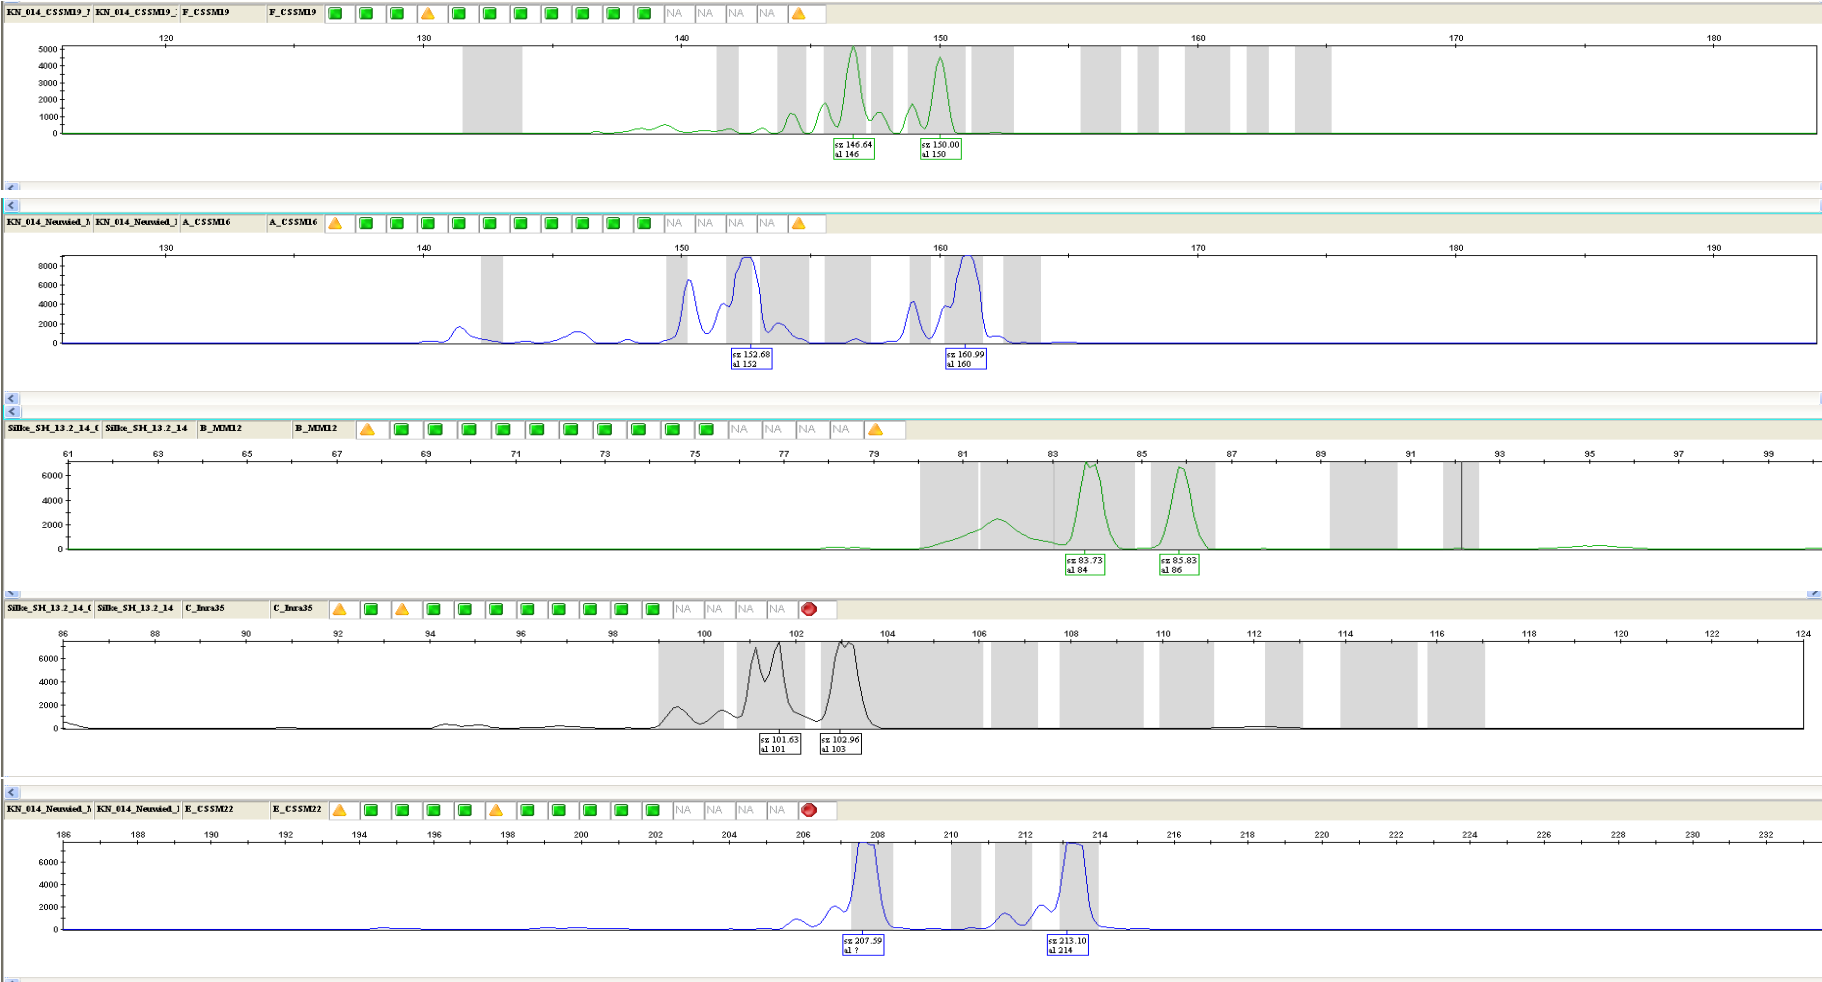 KN_014_CSSM19_ KN_014_CSSM19_ F_CSSM19 F_CSSM19 NA NA NA NA
120 130 140 150 160 170 180
5000
4000
3000
2000
1000
0
sz 146.64 sz 150.00
al 146 al 150
KN_014_Neuwied_ KN_014_Neuwied_ A_CSSM16 A_CSSM16 NA NA NA NA
130 140 150 160 170 180 190
8000
6000
4000
2000
0
sz 152.68 sz 160.99
al 152 al 160
Silke_SH_13.2_14_ Silke_SH_13.2_14 B_MM12 B_MM12 NA NA NA NA
61 63 65 67 69 71 73 75 77 79 81 83 85 87 89 91 93 95 97 99
6000
4000
2000
0
sz 83.73 sz 85.83
al 84 al 86
Silke_SH_13.2_14_ Silke_SH_13.2_14 C_Inra35 C_Inra35 NA NA NA NA
86 88 90 92 94 96 98 100 102 104 106 108 110 112 114 116 118 120 122 124
6000
4000
2000
0
sz 101.63 sz 102.96
al 101 al 103
KN_014_Neuwied_ KN_014_Neuwied_ E_CSSM22 E_CSSM22 NA NA NA NA
186 188 190 192 194 196 198 200 202 204 206 208 210 212 214 216 218 220 222 224 226 228 230 232
6000
4000
2000
0
sz 207.59 sz 213.10
al ? al 214